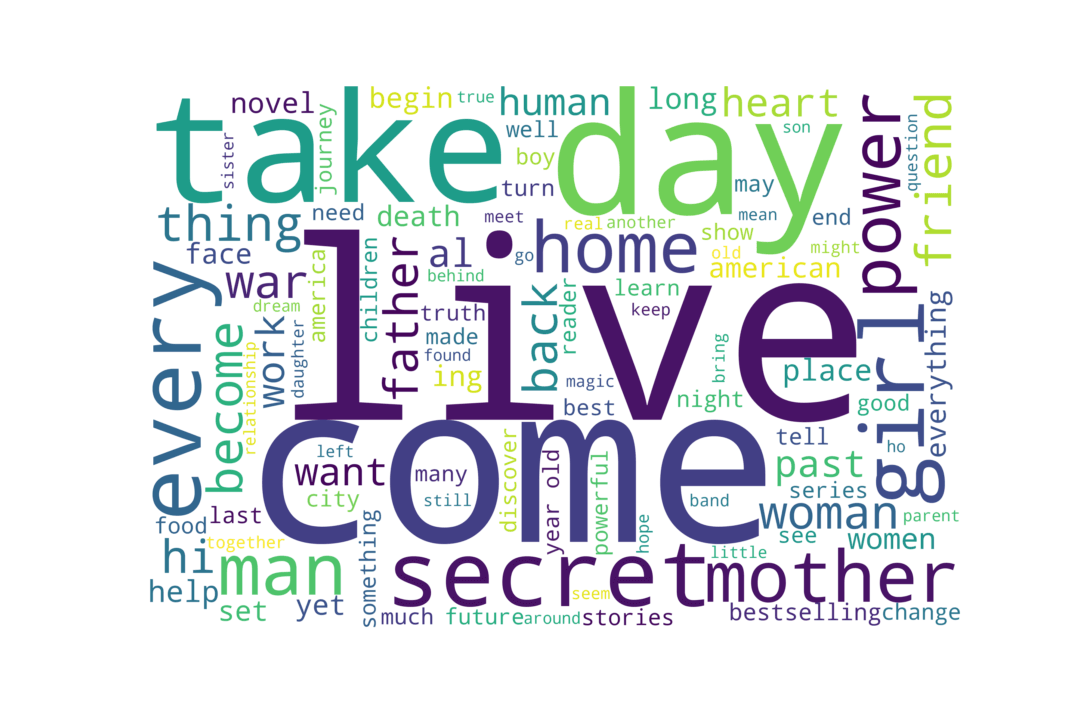 take
day
live
come
novel
begin
true
human
long
heart
sister
journey
well
boy
turn
son
power
question
friend
thing
need
death
meet
may
mean
end
real
another
show
might
face
war
al
go
home
old
american
every
dream
america
children
father
behind
truth
made
found
ing
back
reader
learn
keep
bring
place
girl
everything
become
work
relationship
daughter
magic
best
night
good
left
want
many
still
city
discover
year old
powerful
hope
band
tell
past
series
ho
woman
parent
see
women
food
last
together
something
little
hi
man
secret
mother
help
set
yet
much
future
around
seem
stories
bestselling
change